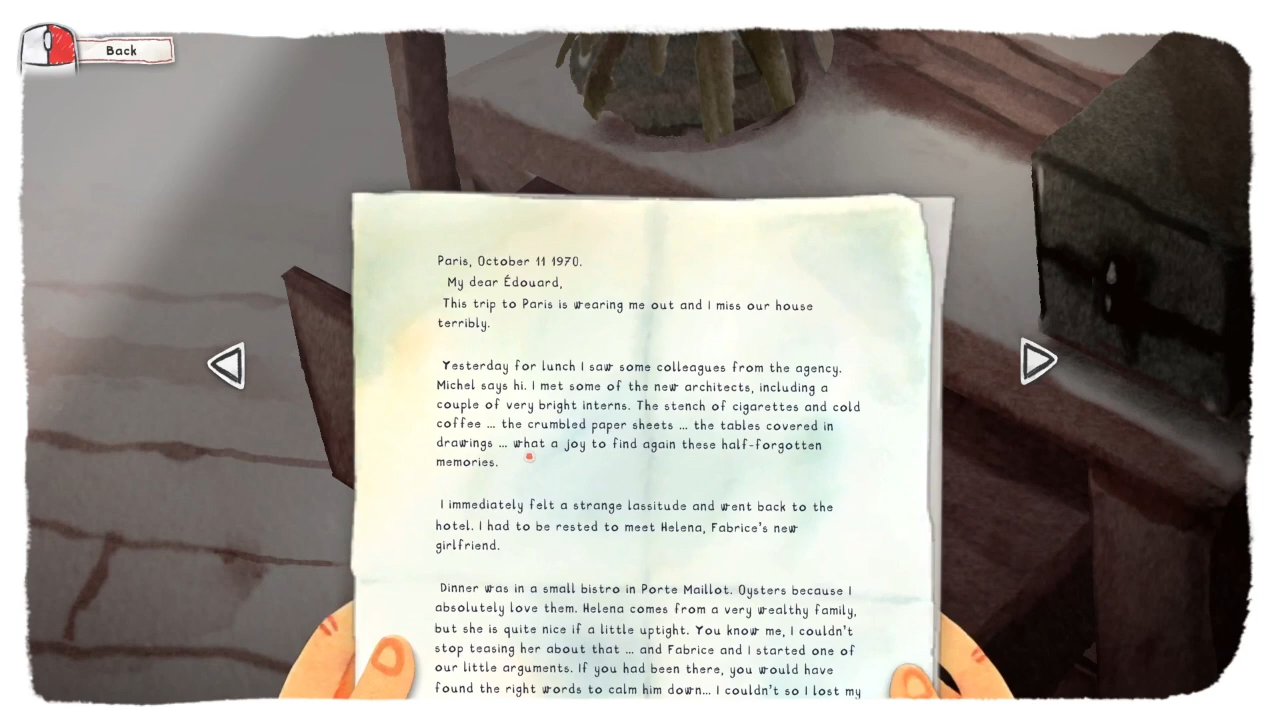 Back
Paris, October 11 1970.
My dear Édouard,
This trip to Paris is wearing me out and I miss our house
terribly.
Yesterday for lunch I saw some colleagues from the agency.
Michel says hi. I met some of the new architects, including a
couple of very bright interns. The stench of cigarettes and cold
coffee ... the crumbled paper sheets ... the tables covered in
drawings ... what a joy to find again these half-forgotten
memories.
I immediately felt a strange lassitude and went back to the
hotel. I had to be rested to meet Helena, Fabrice's new
girlfriend.
Dinner was in a small bistro in Porte Maillot. Oysters because I
absolutely love them. Helena comes from a very wealthy family,
but she is quite nice if a little uptight. You know me, I couldn't
stop teasing her about that ... and Fabrice and I started one of
our little arguments. If you had been there, you would have
found the right words to calm him down... I couldn't so I lost my